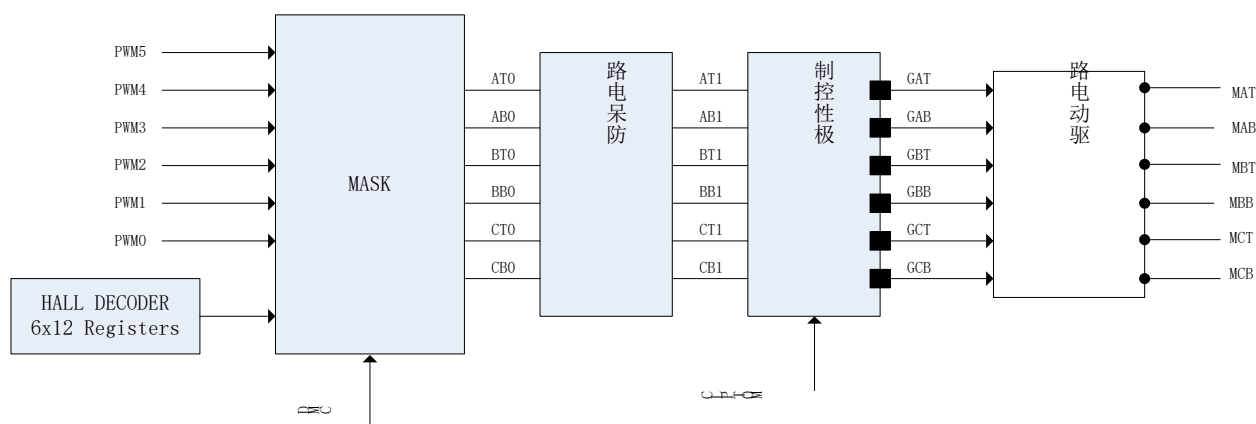 PWM5
PWM4
PWM3
PWM2
PWM1
PWM0
HALL DECODER
6x12 Registers
MASK
AT0
AB0
BT0
BB0
CT0
CB0
路电呆防
AT1
AB1
BT1
BB1
CT1
CB1
制控性极
GAT
GAB
GBT
GBB
GCT
GCB
路电动驱
MAT
MAB
MBT
MBB
MCT
MCB